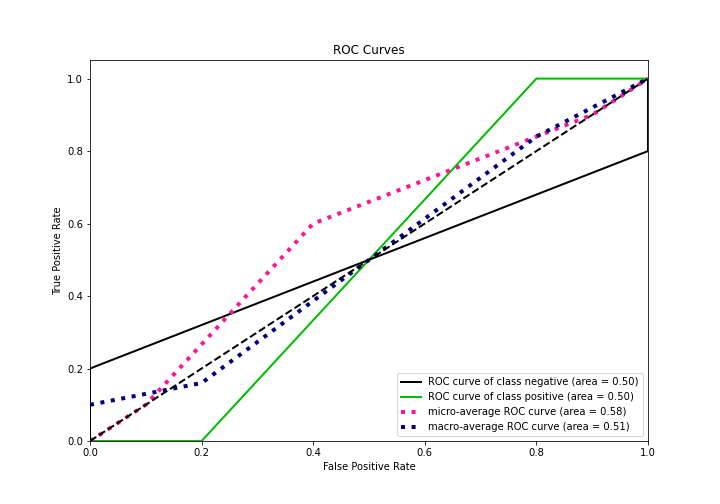 ROC Curves
True Positive Rate
1.0
0.8
0.6
0.4
0.2
0.0
ROC curve of class negative (area = 0.50)
ROC curve of class positive (area = 0.50)
micro-average ROC curve (area = 0.58)
macro-average ROC curve (area = 0.51)
0.0 0.2 0.4 0.6 0.8 1.0
False Positive Rate